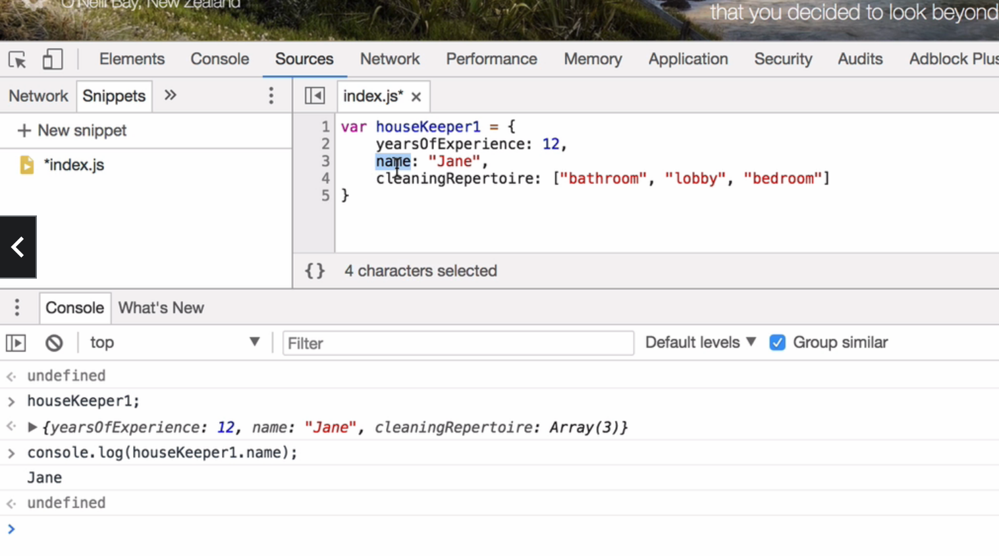 O'Neill Bay, New Zealand
that you decided to look beyond
Elements Console Sources Network Performance Memory Application Security Audits Adblock Plus
Network Snippets »
index.js* ×
+ New snippet
*index.js
1 var houseKeeper1 = {
2 yearsOfExperience: 12,
3 name: "Jane",
4 cleaningRepertoire: ["bathroom", "lobby", "bedroom"]
5 }
{} 4 characters selected
Console What's New
top ▼ Filter Default levels ▼ Group similar
undefined
> houseKeeper1;
▶ {yearsOfExperience: 12, name: "Jane", cleaningRepertoire: Array(3)}
> console.log(houseKeeper1.name);
Jane
undefined
>